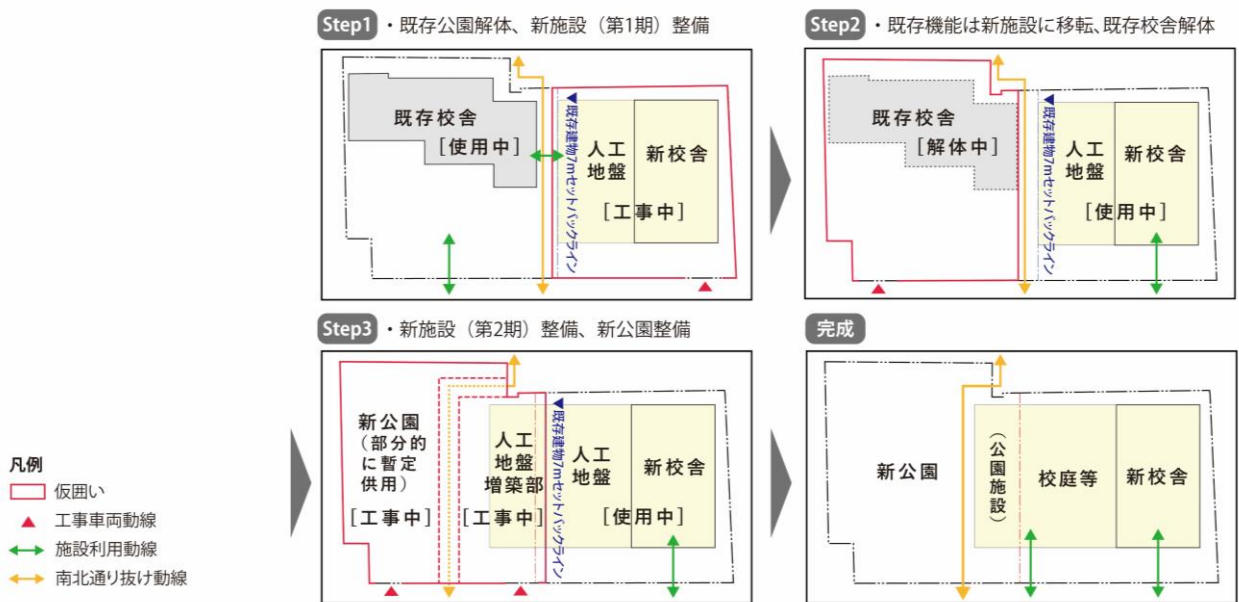 Step1 ・既存公園解体、新施設（第1期）整備
既存校舎
［使用中］
▼既存建物7mセットバックライン
人工
地盤
新校舎
［工事中］
Step2 ・既存機能は新施設に移転、既存校舎解体
既存校舎
［解体中］
▼既存建物7mセットバックライン
人工
地盤
新校舎
［使用中］
Step3 ・新施設（第2期）整備、新公園整備
新公園
（部分的
に暫定
供用）
［工事中］
人工
地盤
増築部
［工事中］
▼既存建物7mセットバックライン
人工
地盤
新校舎
［使用中］
完成
新公園
（公園施設）
校庭等
新校舎
凡例
仮囲い
工事車両動線
施設利用動線
南北通り抜け動線